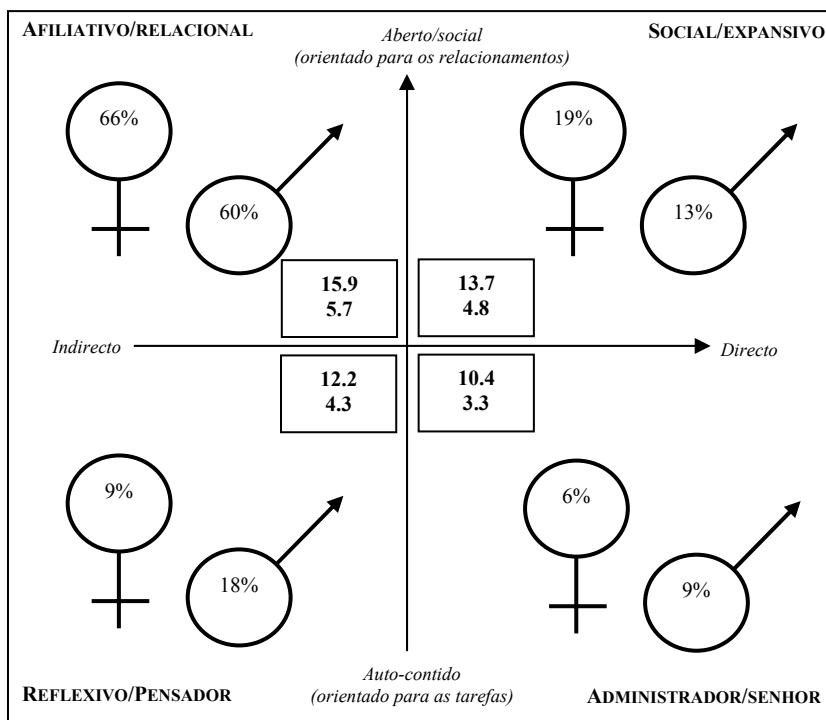 AFILIATIVO/RELACIONAL
Aberto/social
(orientado para os relacionamentos)
SOCIAL/EXPANSIVO
66%
60%
19%
13%
15.9
5.7
13.7
4.8
Indirecto
Directo
12.2
4.3
10.4
3.3
9%
18%
6%
9%
Auto-contido
(orientado para as tarefas)
REFLEXIVO/PENSADOR
ADMINISTRADOR/SENHOR